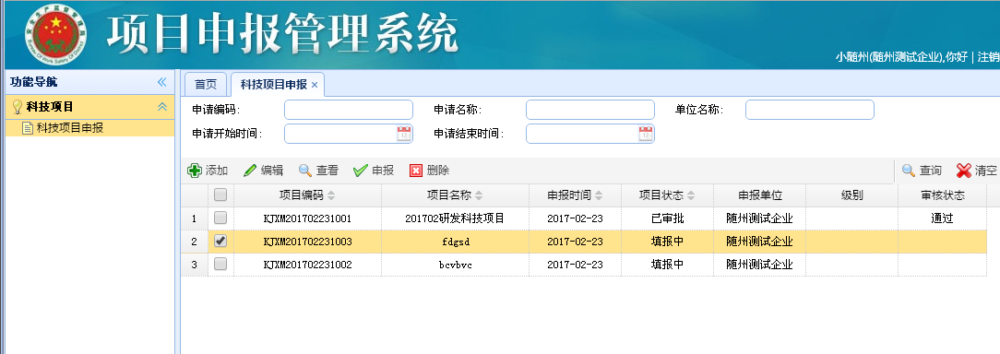 项目申报管理系统
小随州(随州测试企业),你好 | 注销
功能导航
科技项目
科技项目申报
首页 科技项目申报 ×
申请编码: 申请名称: 单位名称:
申请开始时间: 申请结束时间:
添加 编辑 查看 申报 删除 查询 清空
项目编码 项目名称 申报时间 项目状态 申报单位 级别 审核状态
1 KJXM201702231001 201702研发科技项目 2017-02-23 已审批 随州测试企业 通过
2 KJXM201702231003 fdgsd 2017-02-23 填报中 随州测试企业
3 KJXM201702231002 bcvbvc 2017-02-23 填报中 随州测试企业